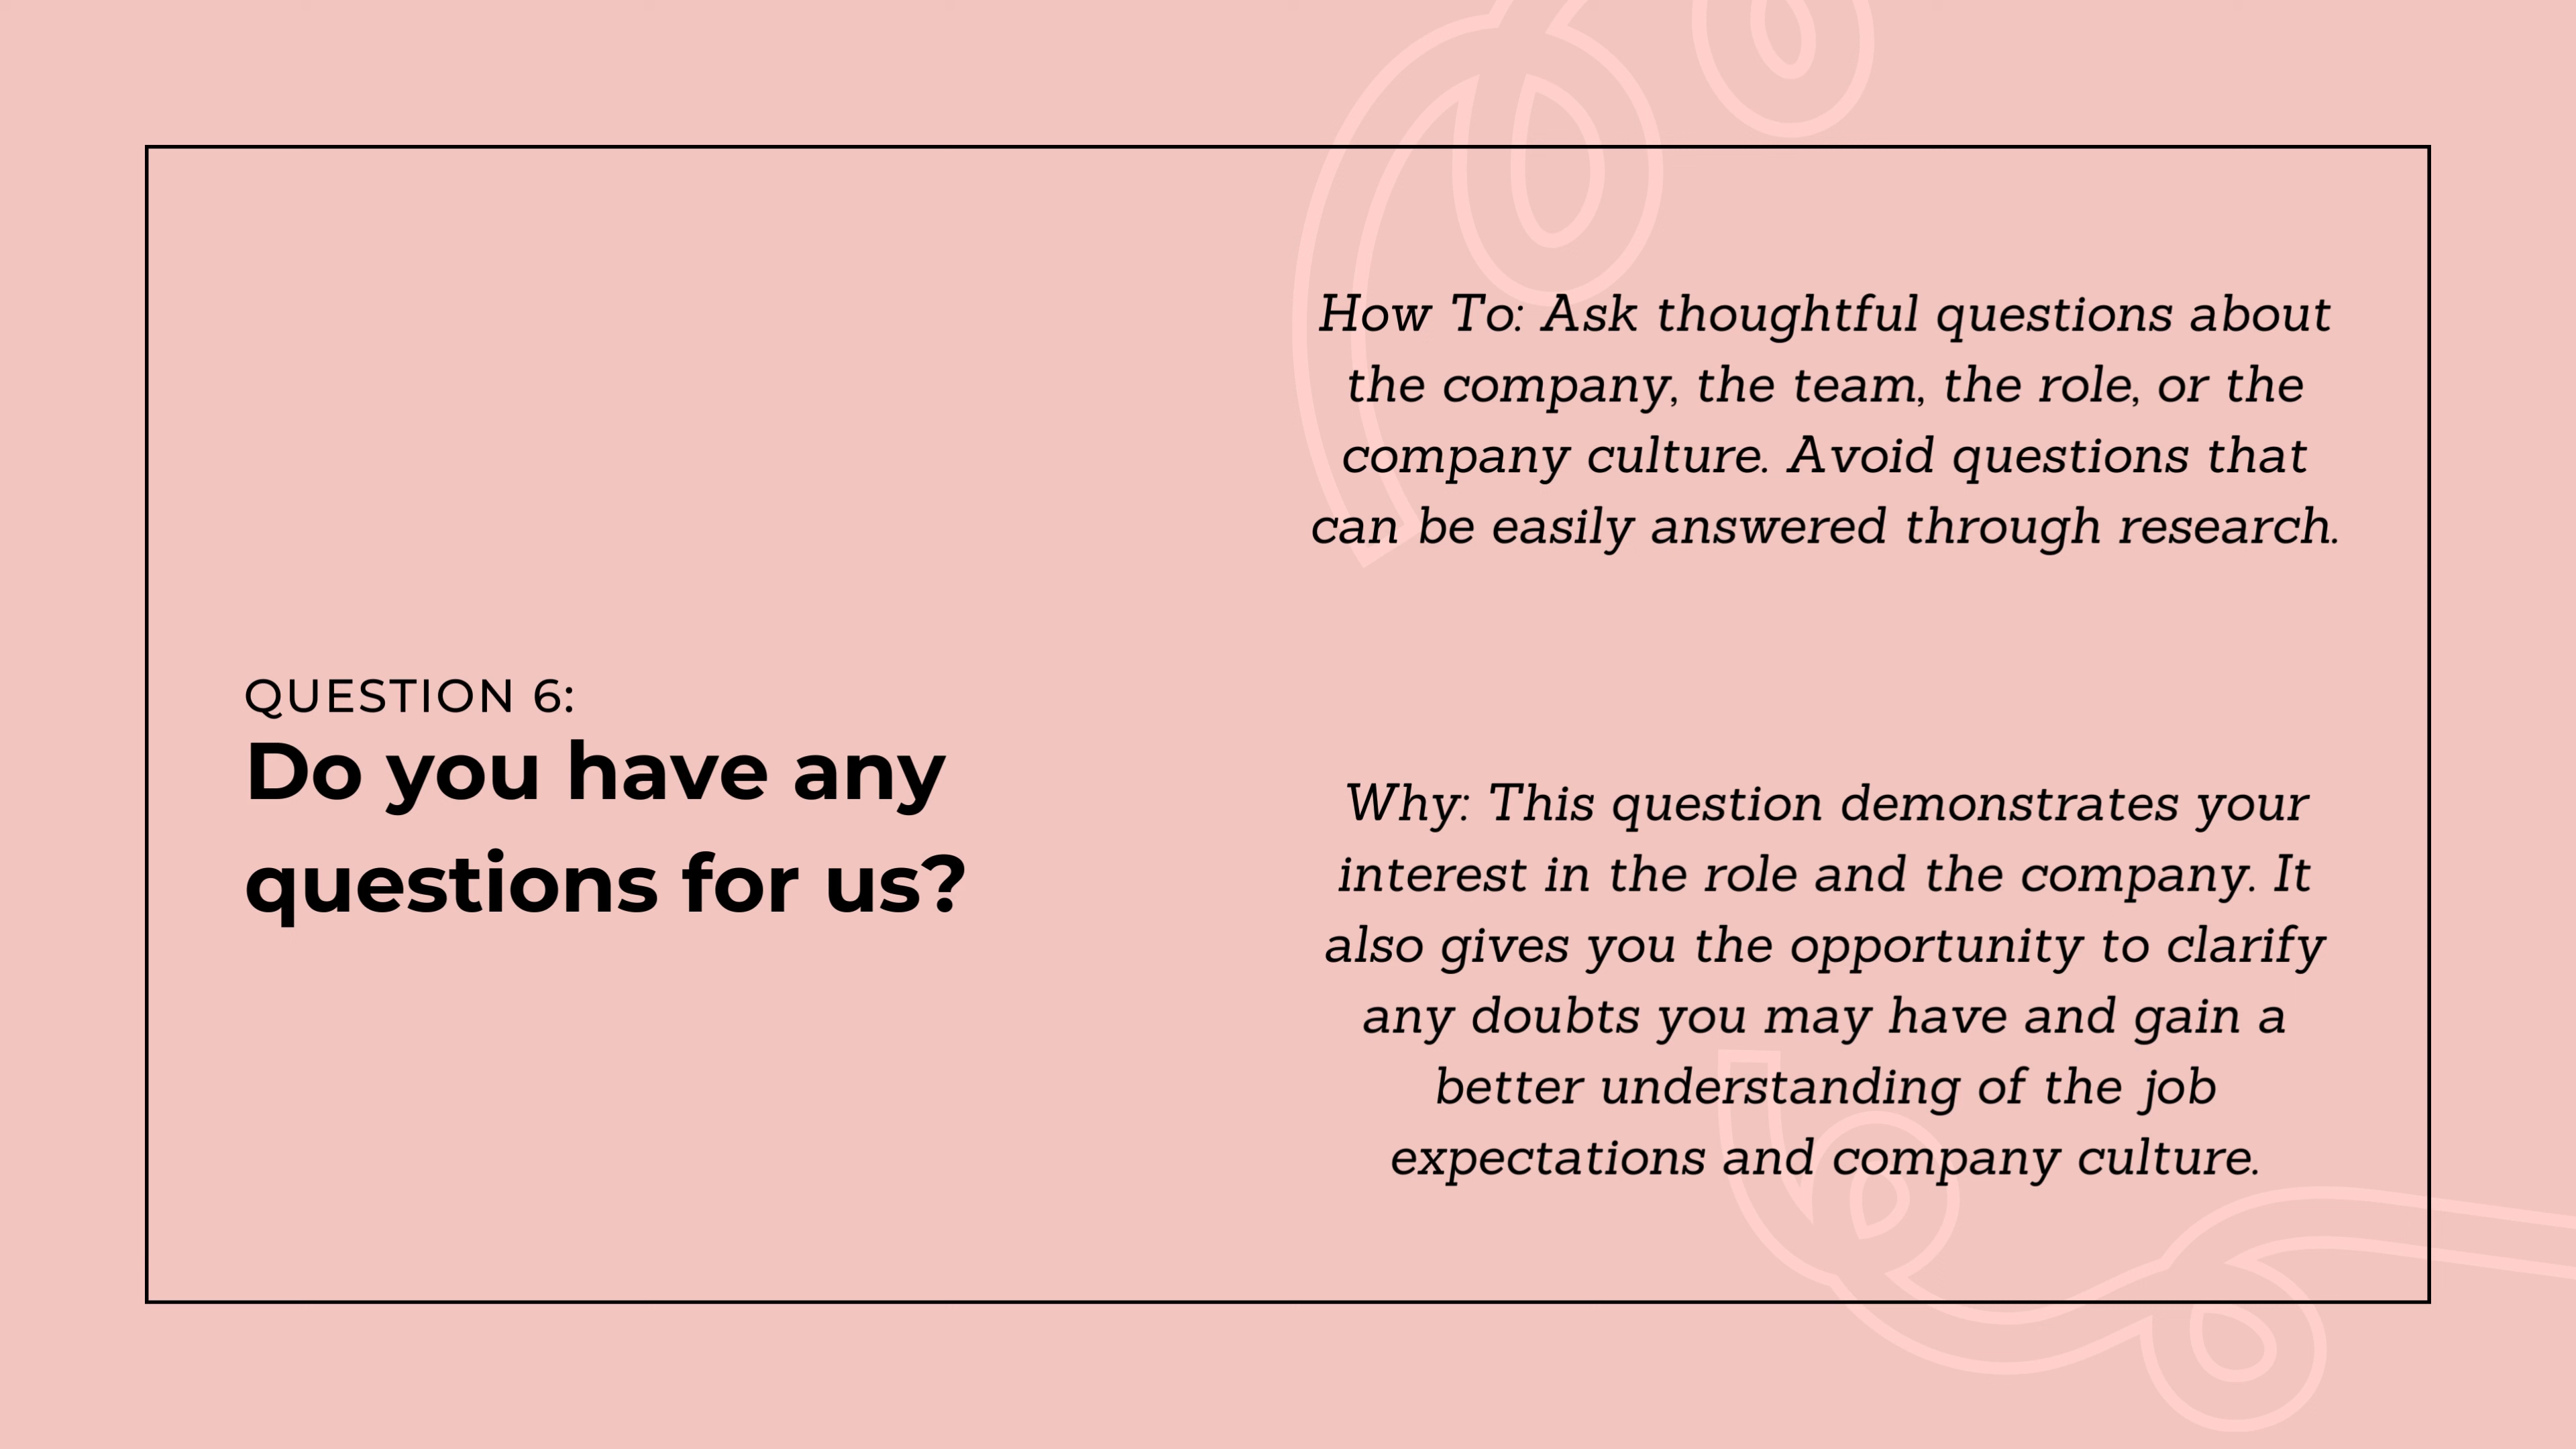 QUESTION 6:
Do you have any
questions for us?
How To: Ask thoughtful questions about
the company, the team, the role, or the
company culture. Avoid questions that
can be easily answered through research.
Why: This question demonstrates your
interest in the role and the company. It
also gives you the opportunity to clarify
any doubts you may have and gain a
better understanding of the job
expectations and company culture.